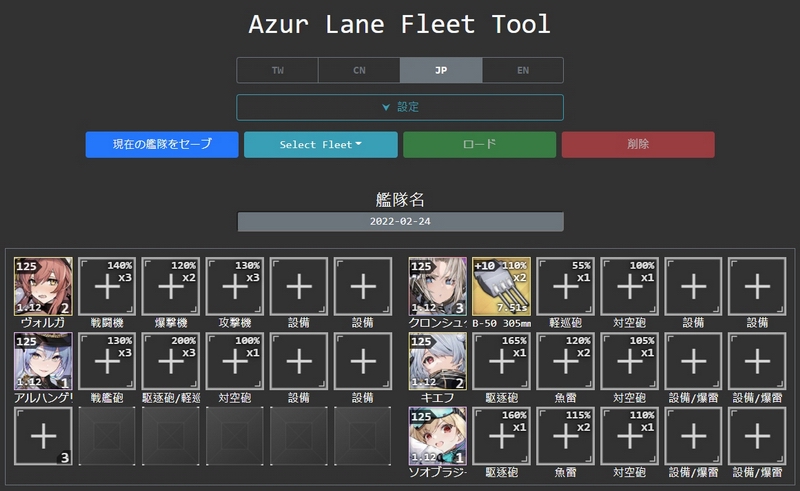 Azur Lane Fleet Tool
TW CN JP EN
設定
現在の艦隊をセーブ Select Fleet ロード 削除
艦隊名
2022-02-24
125 140% x3 120% x2 130% x3
1.12 2
ヴォルガ 戦闘機 爆撃機 攻撃機 設備 設備
125 +10 110% x2 55% x1 100% x1
1.12 3 7.51s
クロンシュ B-50 305mm 軽巡砲 対空砲 設備 設備
125 130% x3 200% x3 100% x1
1.12 1
アルハンゲリ 戦艦砲 駆逐砲/軽巡 対空砲 設備 設備
125 165% x1 120% x2 105% x1
1.12 2
キエフ 駆逐砲 魚雷 対空砲 設備/爆雷 設備/爆雷
3
125 160% x1 115% x2 110% x1
1.12 1
ソオブラジ 駆逐砲 魚雷 対空砲 設備/爆雷 設備/爆雷